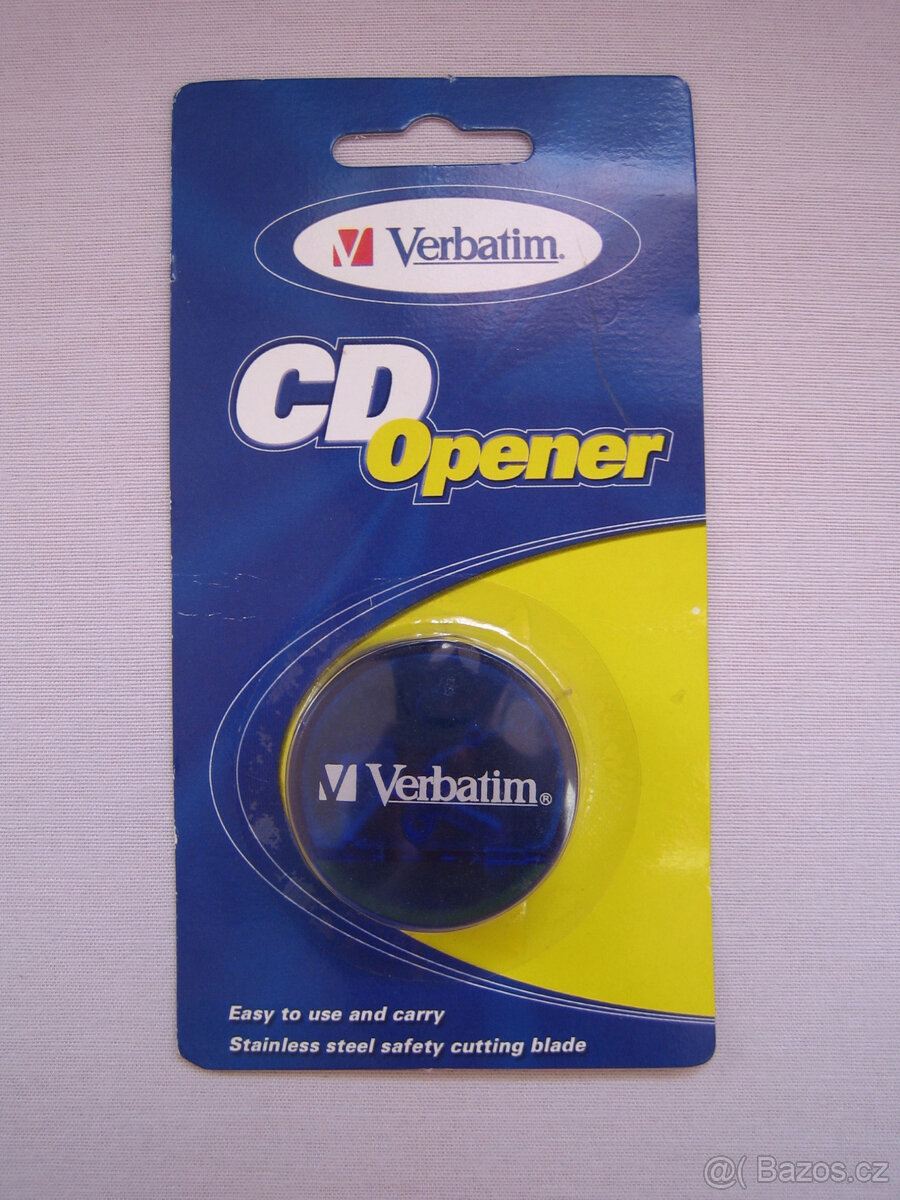 Verbatim.
CD
Opener
Verbatim®
Easy to use and carry
Stainless steel safety cutting blade
@( Bazos.cz